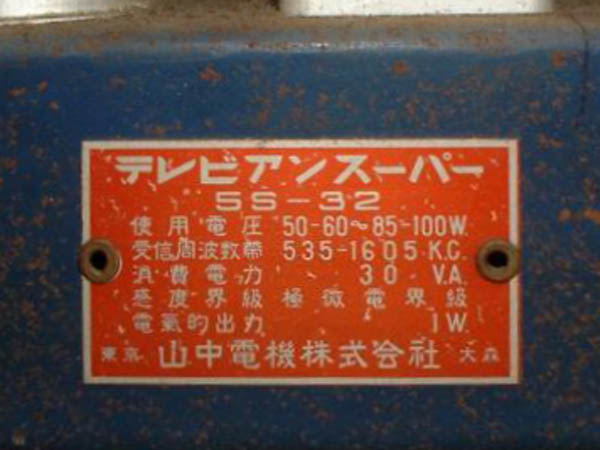 テレビアンスーパー
5S-32
使用電圧 50-60～85-100W.
受信周波数帯 535-1605 K.C.
消費電力 30 V.A.
感度界級 極微電界級
電氣的出力 1W.
東京 山中電機株式会社 大森